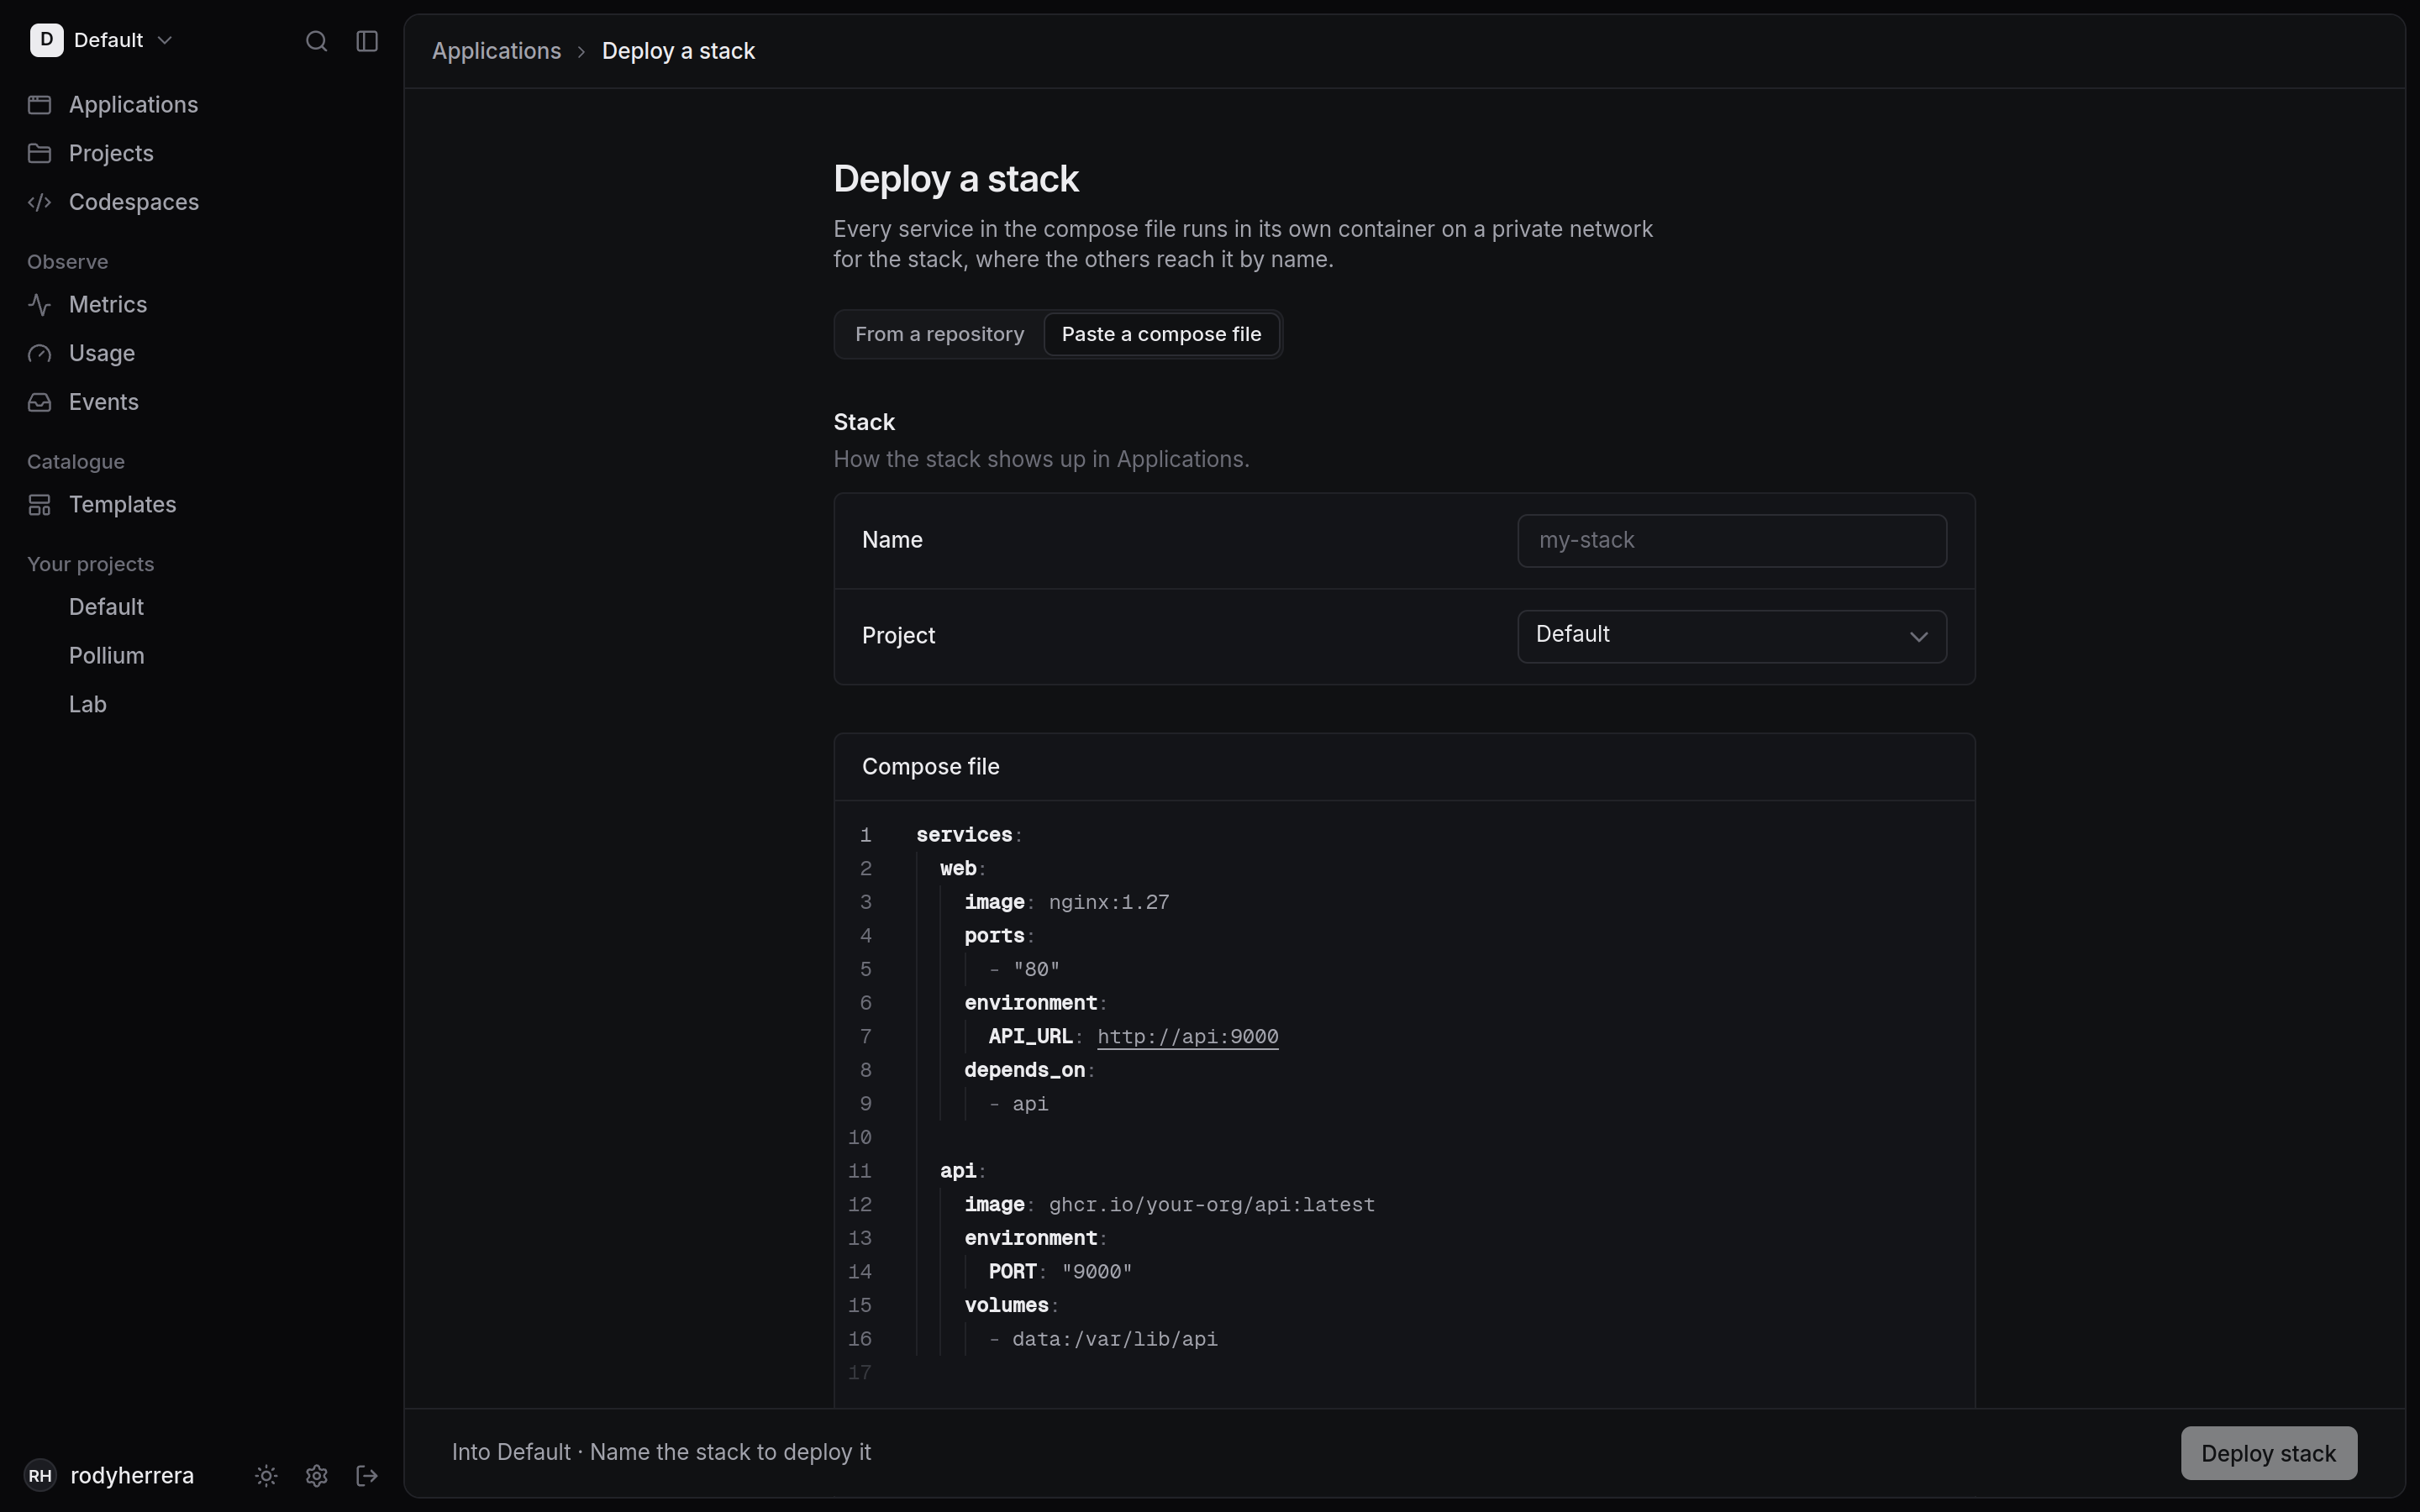 D Default
Applications
Projects
Codespaces
Observe
Metrics
Usage
Events
Catalogue
Templates
Your projects
Default
Pollium
Lab
RH rodyherrera
Applications > Deploy a stack
Deploy a stack
Every service in the compose file runs in its own container on a private network
for the stack, where the others reach it by name.
From a repository Paste a compose file
Stack
How the stack shows up in Applications.
Name my-stack
Project Default
Compose file
1 services:
2 web:
3 image: nginx:1.27
4 ports:
5 - "80"
6 environment:
7 API_URL: http://api:9000
8 depends_on:
9 - api
10
11 api:
12 image: ghcr.io/your-org/api:latest
13 environment:
14 PORT: "9000"
15 volumes:
16 - data:/var/lib/api
17
Into Default · Name the stack to deploy it
Deploy stack